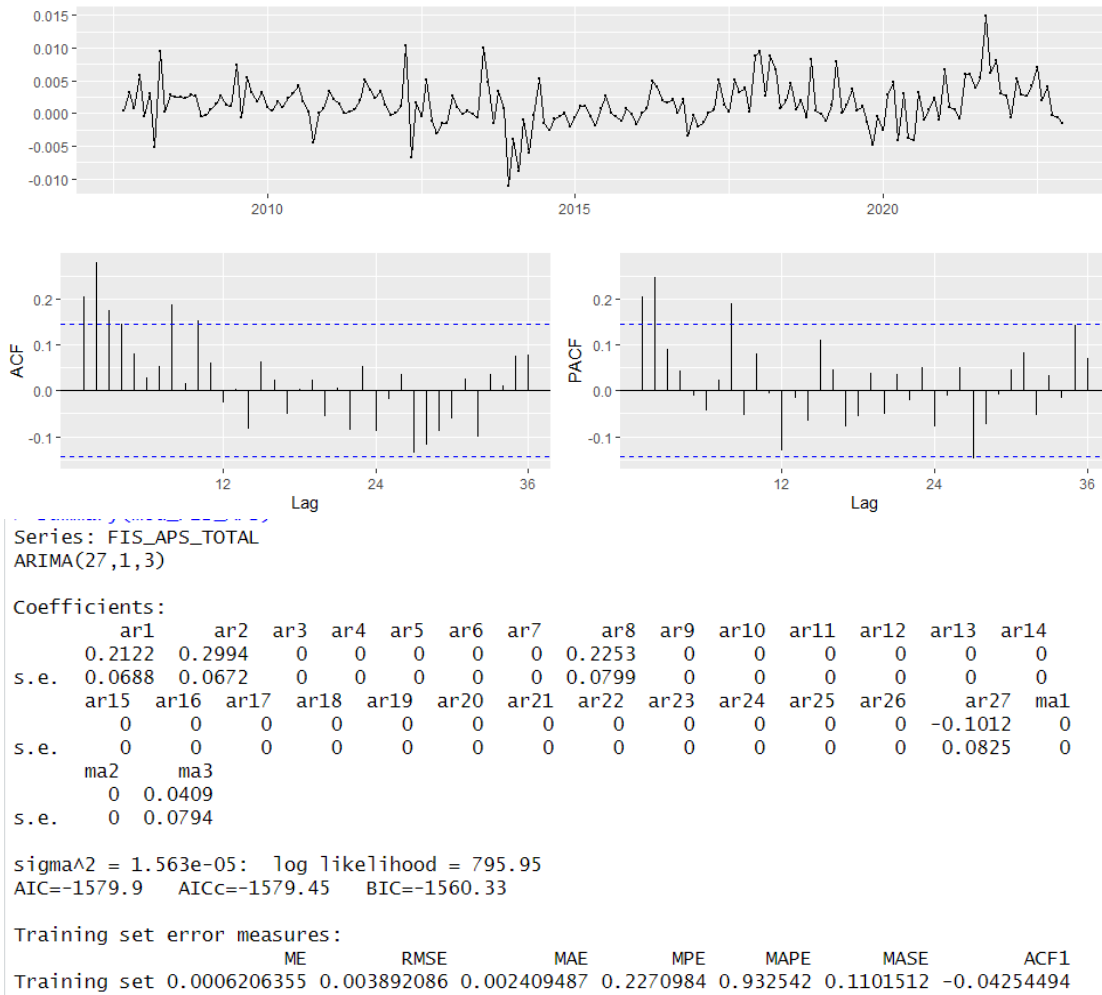 0.015
0.010
0.005
0.000
-0.005
-0.010
2010 2015 2020
ACF
0.2
0.1
0.0
-0.1
12 24 36
Lag
PACF
0.2
0.1
0.0
-0.1
12 24 36
Lag
Series: FIS_APS_TOTAL
ARIMA(27,1,3)
Coefficients:
ar1 ar2 ar3 ar4 ar5 ar6 ar7 ar8 ar9 ar10 ar11 ar12 ar13 ar14
0.2122 0.2994 0 0 0 0 0 0.2253 0 0 0 0 0 0
s.e. 0.0688 0.0672 0 0 0 0 0 0.0799 0 0 0 0 0 0
ar15 ar16 ar17 ar18 ar19 ar20 ar21 ar22 ar23 ar24 ar25 ar26 ar27 ma1
0 0 0 0 0 0 0 0 0 0 0 0 -0.1012 0
s.e. 0 0 0 0 0 0 0 0 0 0 0 0 0.0825 0
ma2 ma3
0 0.0409
s.e. 0 0.0794
sigma^2 = 1.563e-05: log likelihood = 795.95
AIC=-1579.9 AICc=-1579.45 BIC=-1560.33
Training set error measures:
ME RMSE MAE MPE MAPE MASE ACF1
Training set 0.0006206355 0.003892086 0.002409487 0.2270984 0.932542 0.1101512 -0.04254494